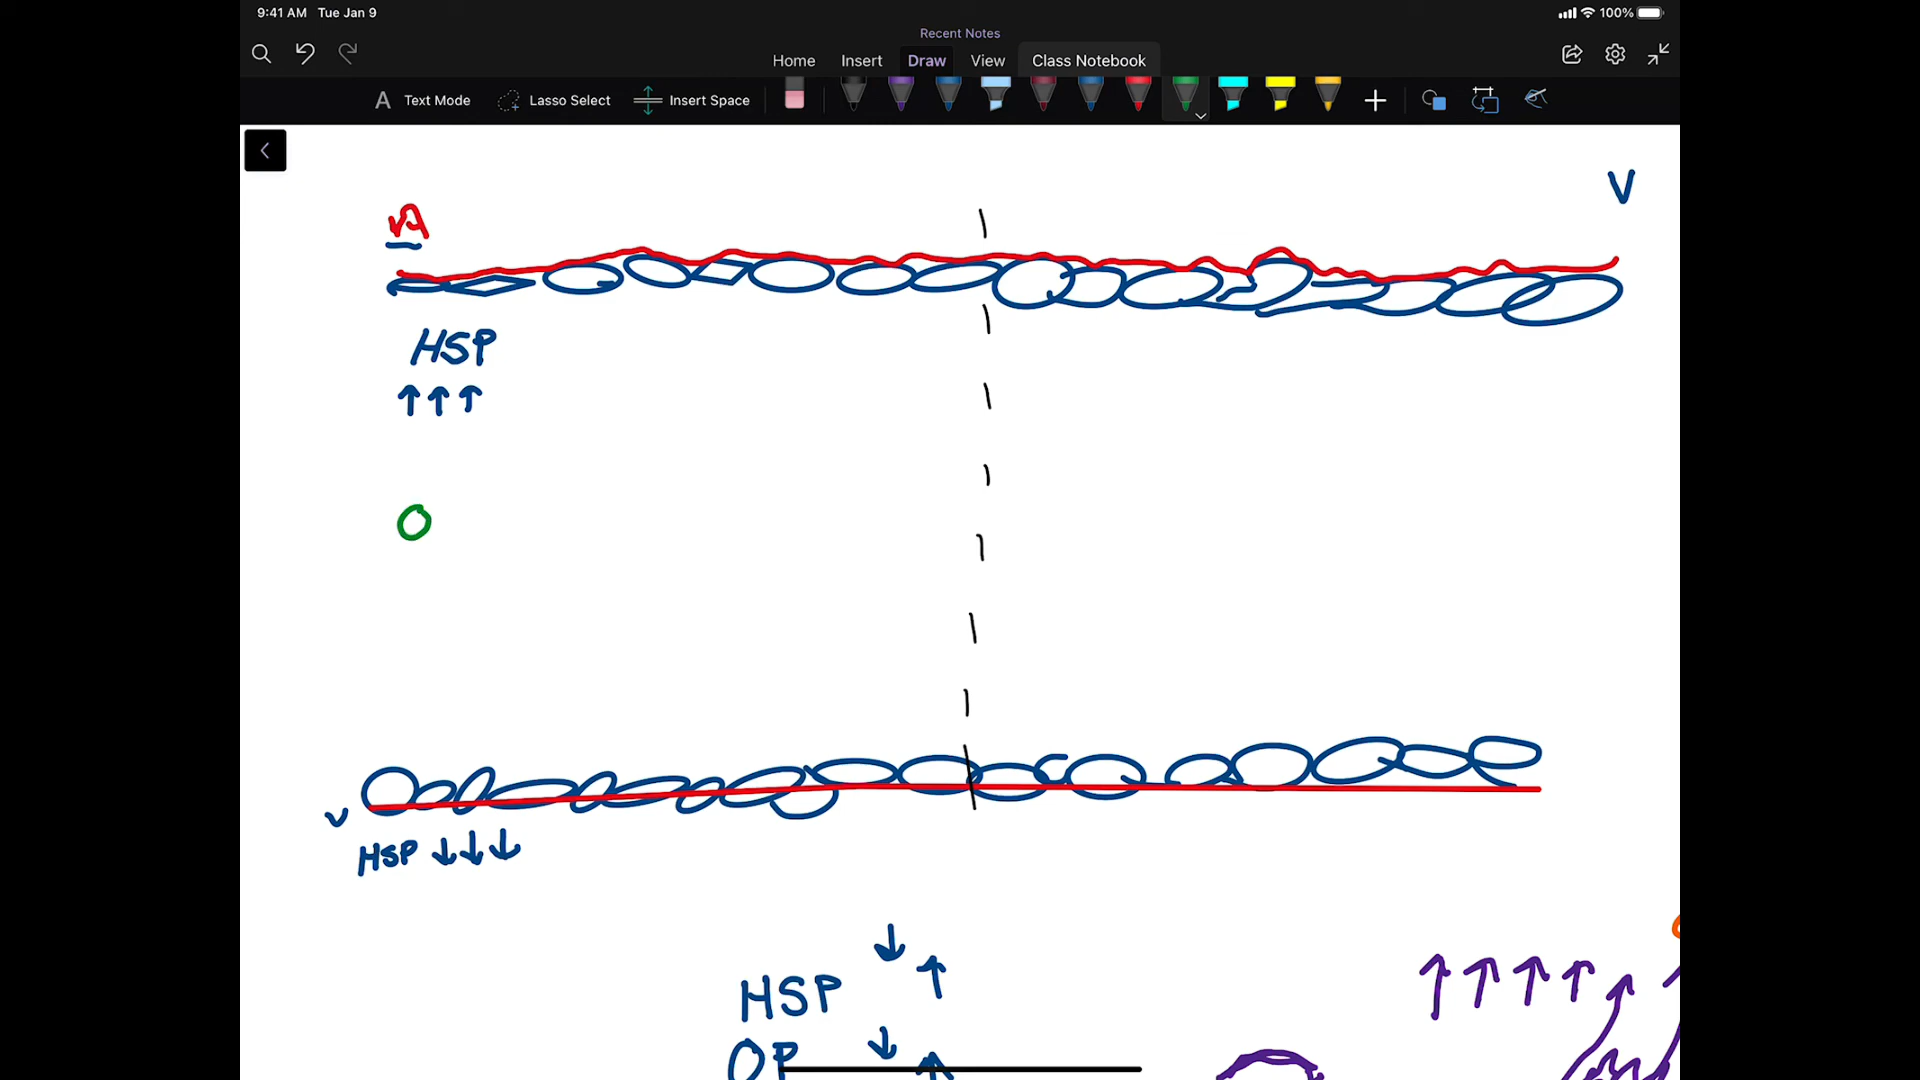 9:41 AM Tue Jan 9 100%
Recent Notes
Home Insert Draw View Class Notebook
A Text Mode Lasso Select Insert Space
V
A
HSP
↑↑↑
O
V
HSP ↓↓↓
HSP ↓ ↑
OP ↓ ↑
↑↑↑↑